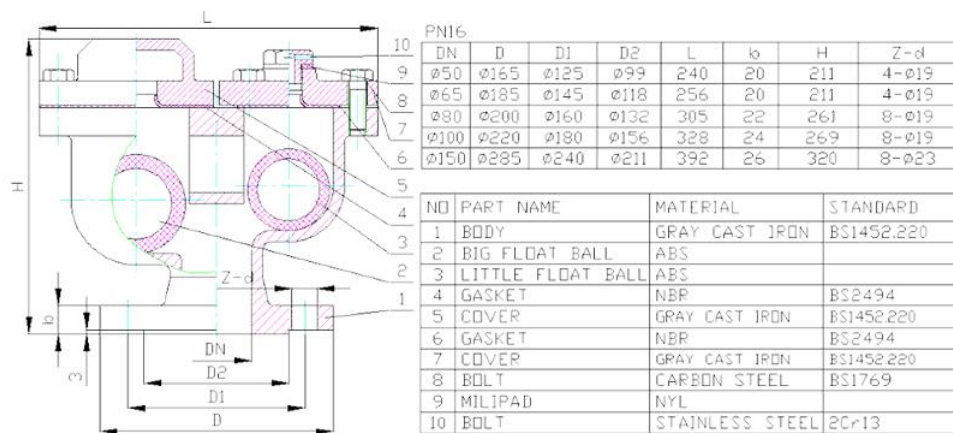 L
H
b
3
Z-d
DN
D2
D1
D
10
9
8
7
6
5
4
3
2
1
PN16
DN D D1 D2 L b H Z-d
ø50 ø165 ø125 ø99 240 20 211 4-ø19
ø65 ø185 ø145 ø118 256 20 211 4-ø19
ø80 ø200 ø160 ø132 305 22 261 8-ø19
ø100 ø220 ø180 ø156 328 24 269 8-ø19
ø150 ø285 ø240 ø211 392 26 320 8-ø23
NO PART NAME MATERIAL STANDARD
1 BODY GRAY CAST IRON BS1452.220
2 BIG FLOAT BALL ABS
3 LITTLE FLOAT BALL ABS
4 GASKET NBR BS2494
5 COVER GRAY CAST IRON BS1452.220
6 GASKET NBR BS2494
7 COVER GRAY CAST IRON BS1452.220
8 BOLT CARBON STEEL BS1769
9 MILIPAD NYL
10 BOLT STAINLESS STEEL 2Cr13